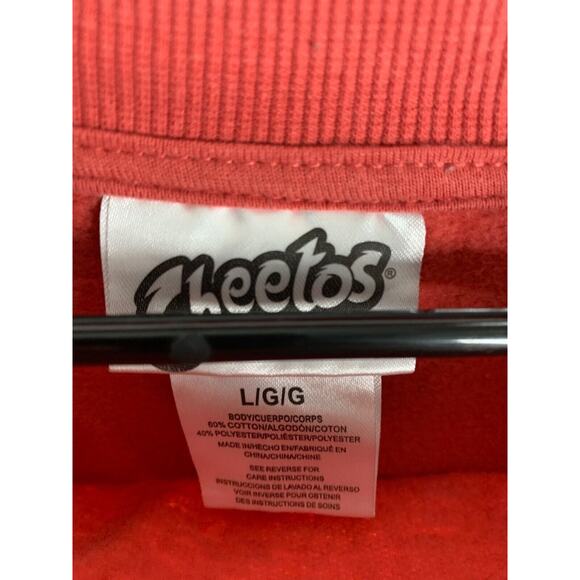 Cheetos®
L/G/G
BODY/CUERPO/CORPS
60% COTTON/ALGODÓN/COTON
40% POLYESTER/POLIÉSTER/POLYESTER
MADE IN/HECHO EN/FABRIQUÉ EN
CHINA/CHINA/CHINE
SEE REVERSE FOR
CARE INSTRUCTIONS
INSTRUCCIONES DE LAVADO AL REVERSO
VOIR INVERSE POUR OBTENIR
DES INSTRUCTIONS DE SOINS